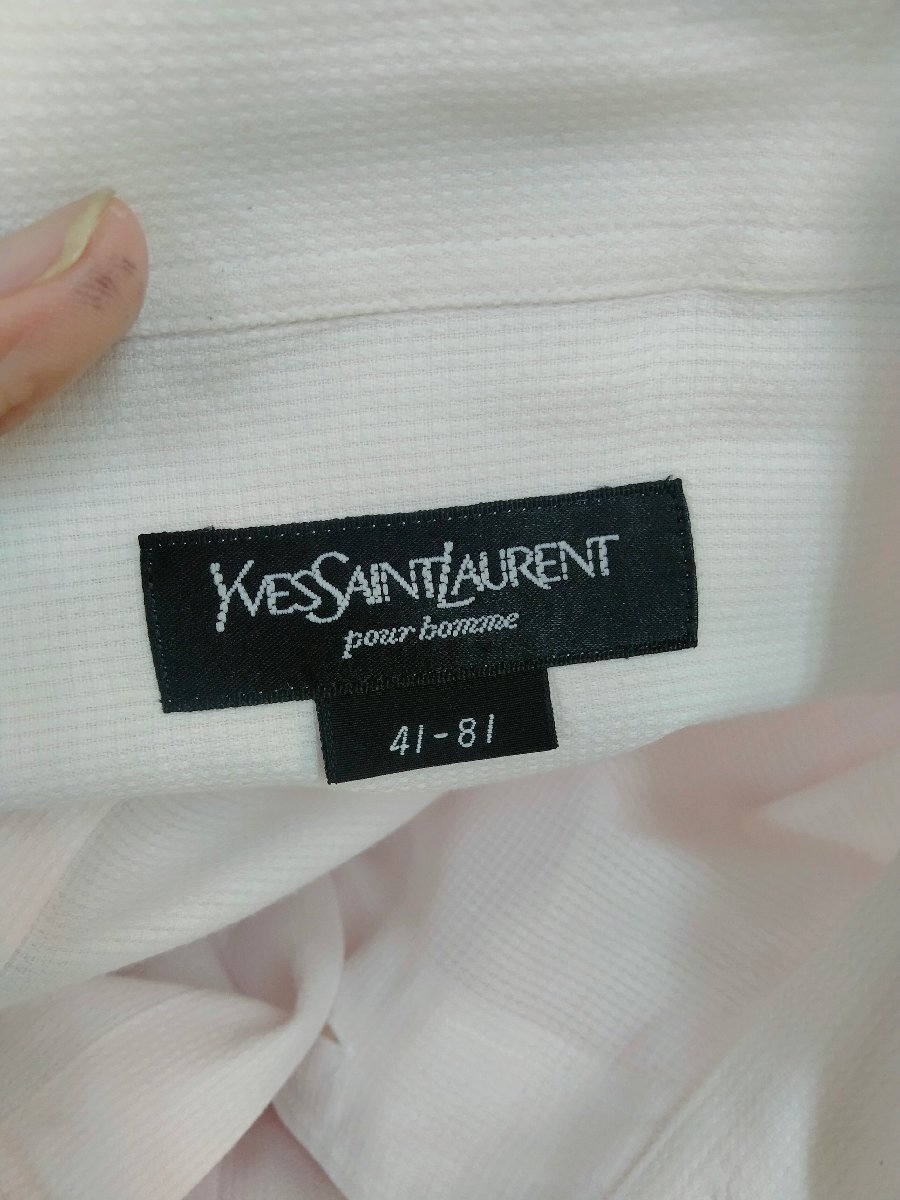 YVESSAINTLAURENT
pour homme
41-81